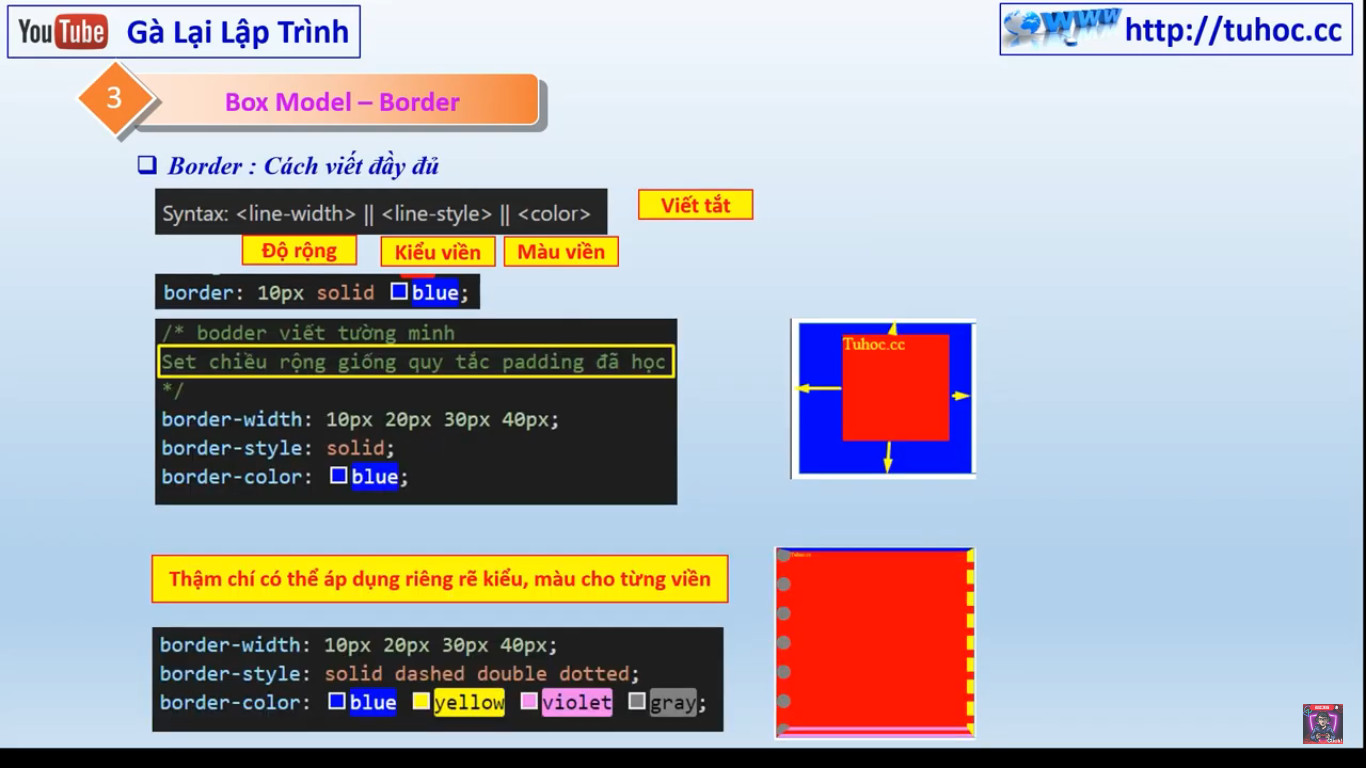 YouTube Gà Lại Lập Trình
WWW http://tuhoc.cc
3
Box Model – Border
Border : Cách viết đầy đủ
Syntax: <line-width> || <line-style> || <color>
Viết tắt
Độ rộng
Kiểu viền
Màu viền
border: 10px solid blue;
/* bodder viết tường minh
Set chiều rộng giống quy tắc padding đã học
*/
border-width: 10px 20px 30px 40px;
border-style: solid;
border-color: blue;
Tuhoc.cc
Thậm chí có thể áp dụng riêng rẽ kiểu, màu cho từng viền
Tuhoc.cc
border-width: 10px 20px 30px 40px;
border-style: solid dashed double dotted;
border-color: blue yellow violet gray;